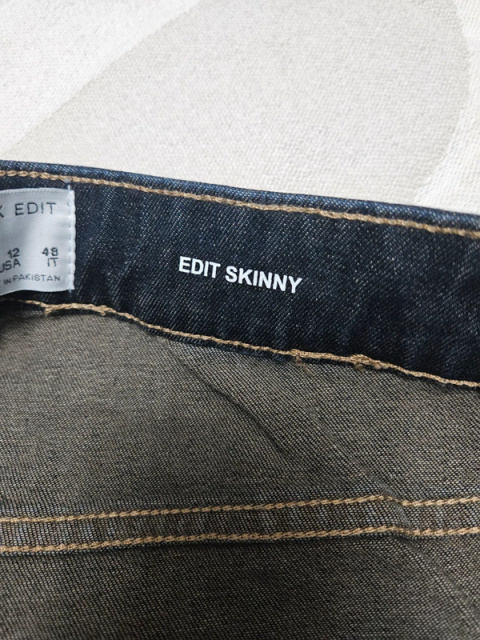 K EDIT
12 48
USA IT
IN PAKISTAN
EDIT SKINNY